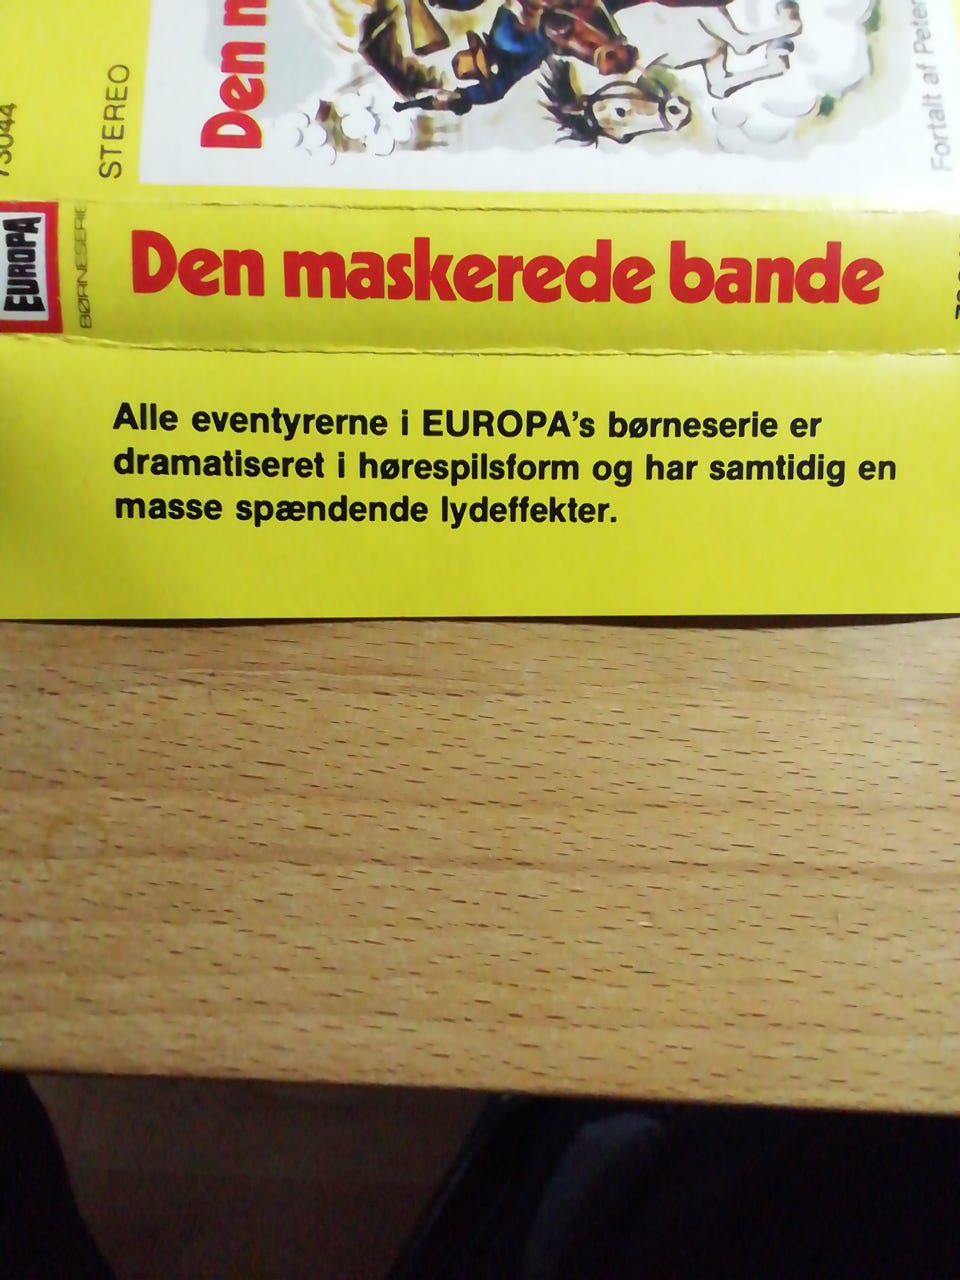 73044
STEREO
Den
Fortalt af Peter
EUROPA
BØRNESERIE
Den maskerede bande
Alle eventyrerne i EUROPA's børneserie er
dramatiseret i hørespilsform og har samtidig en
masse spændende lydeffekter.